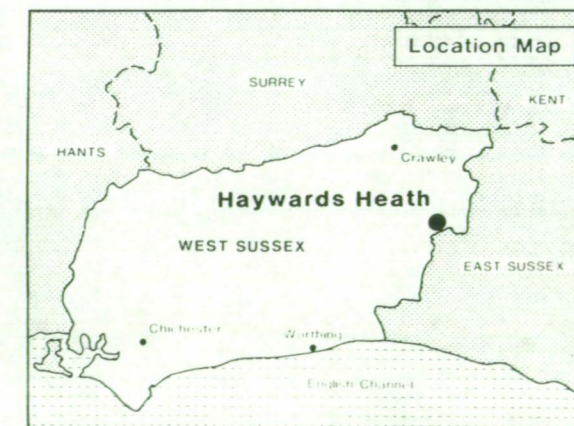 Location Map
SURREY
KENT
HANTS
Crawley
Haywards Heath
WEST SUSSEX
EAST SUSSEX
Chichester
Worthing
English Channel